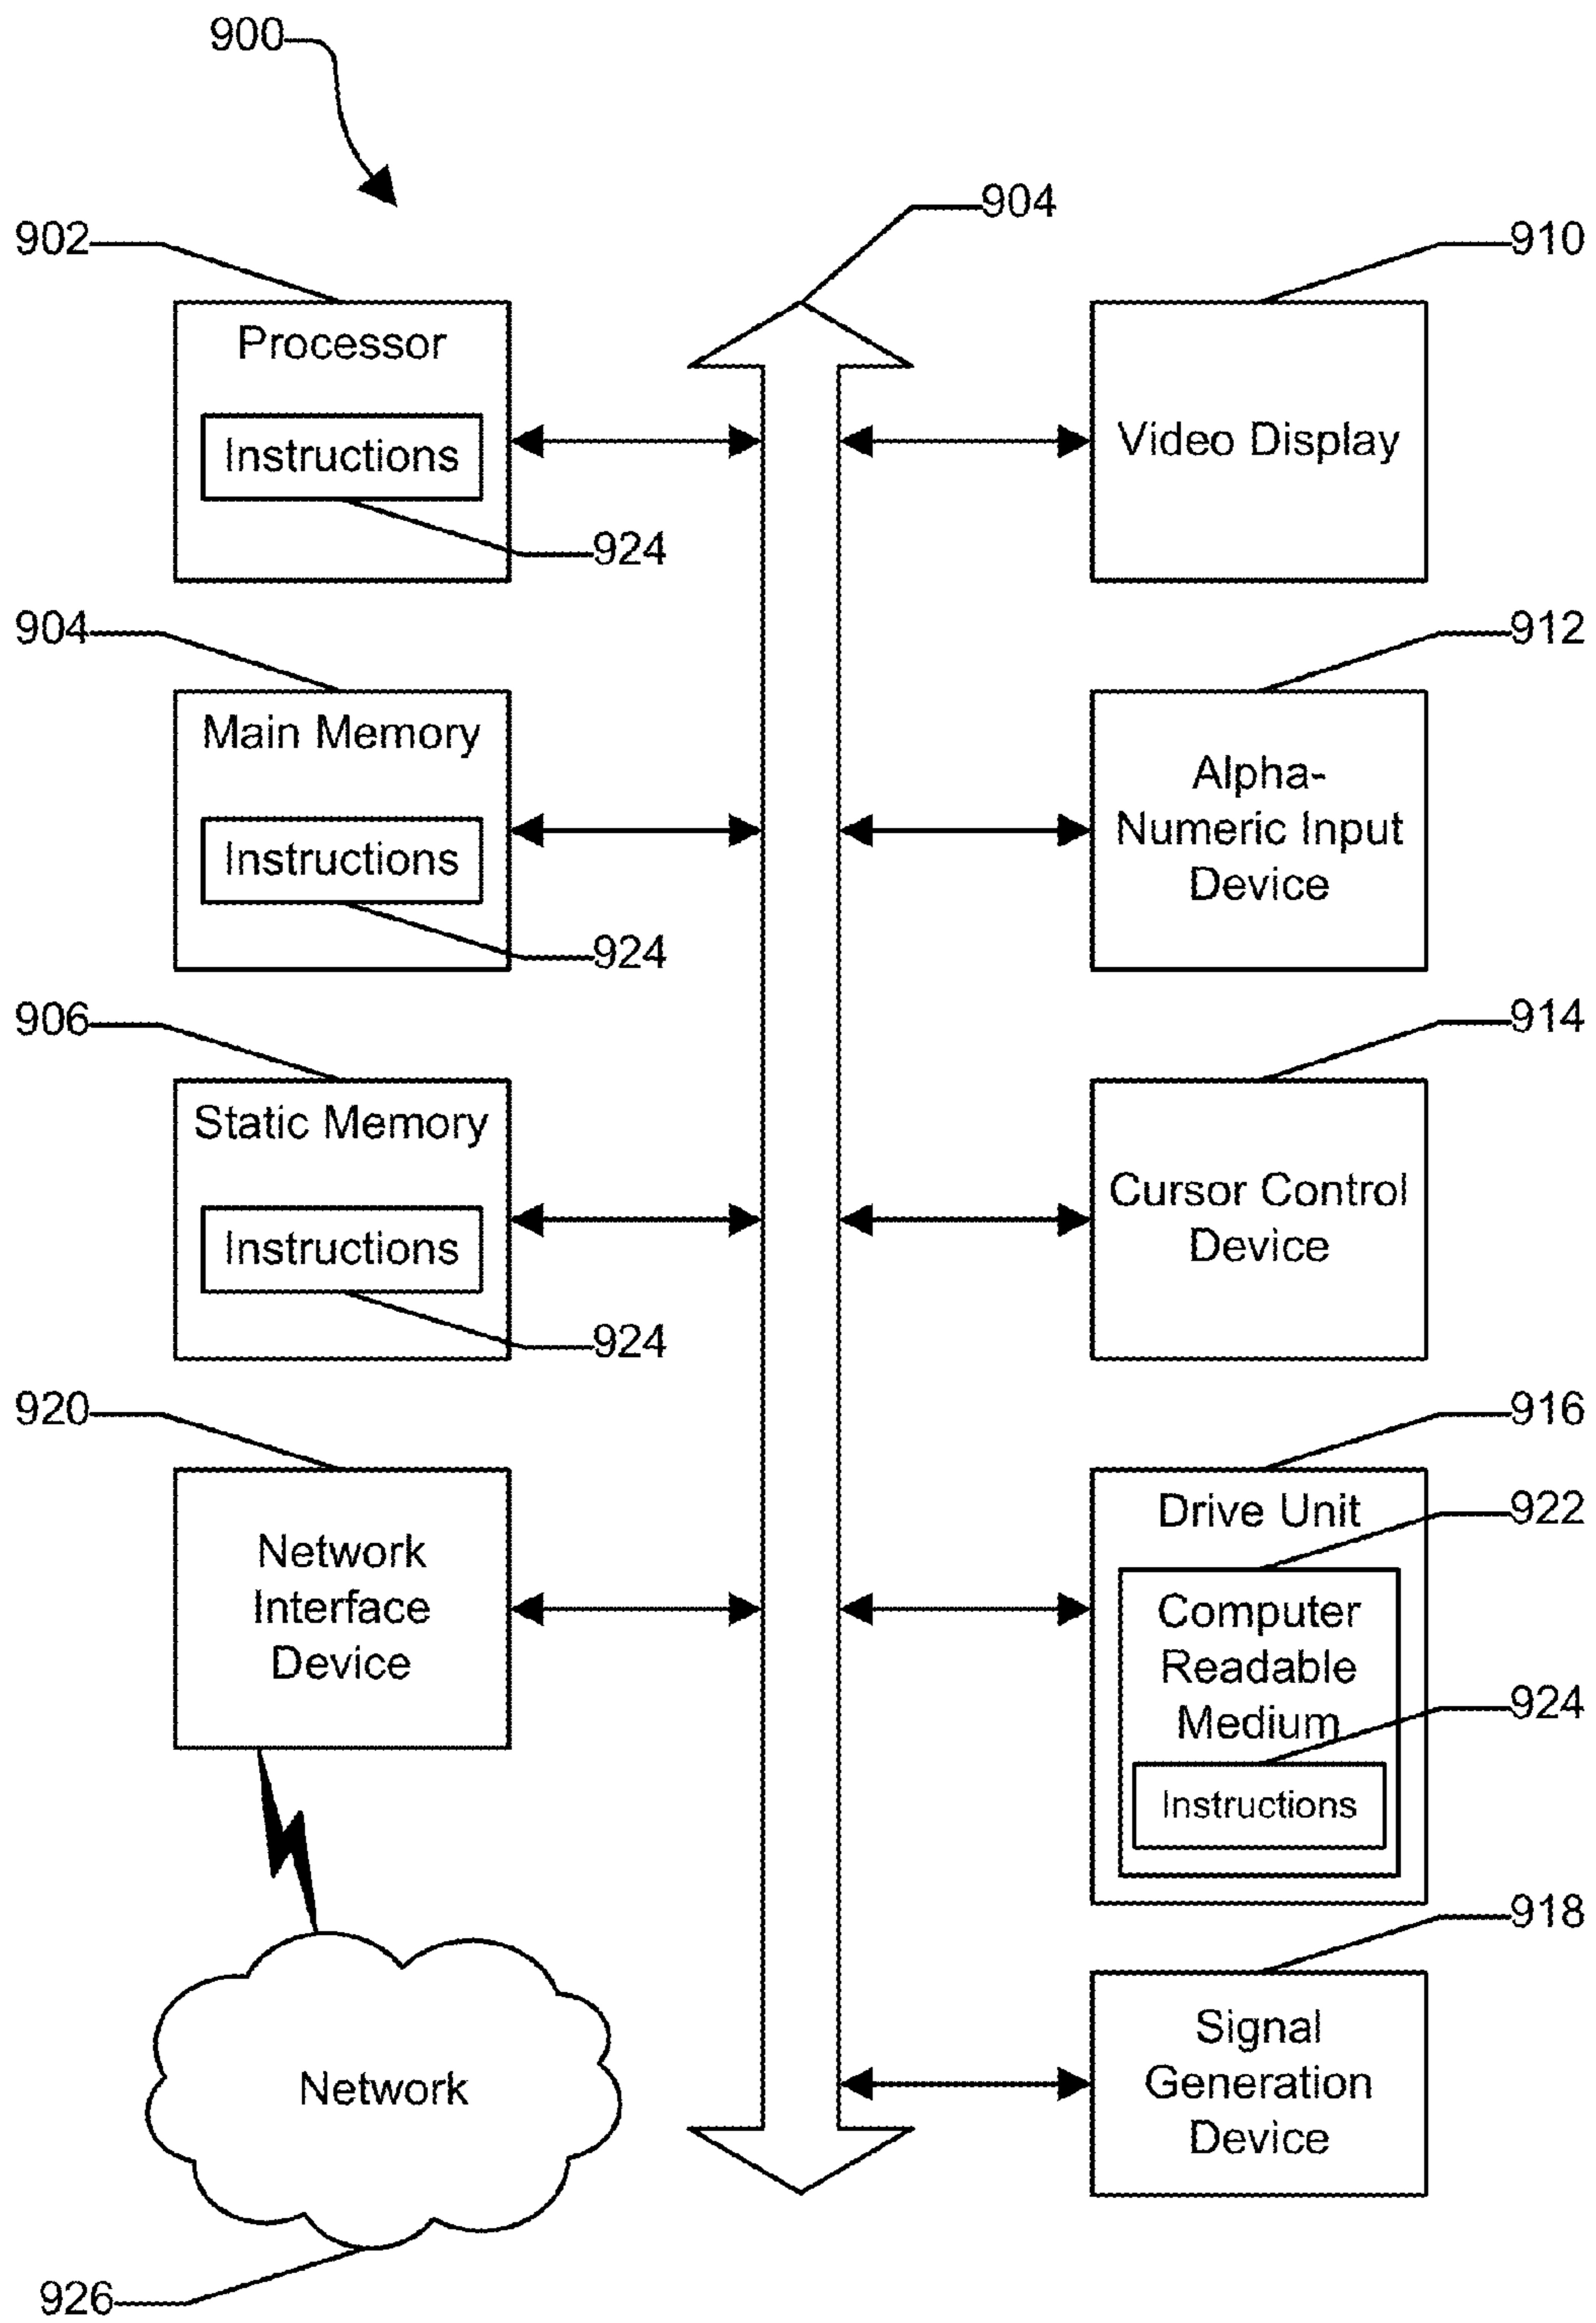 900
904
902
910
Processor
Instructions
924
Video Display
904
912
Main Memory
Instructions
924
Alpha-
Numeric Input
Device
906
914
Static Memory
Instructions
924
Cursor Control
Device
920
916
Network
Interface
Device
Drive Unit
922
Computer
Readable
Medium
924
Instructions
918
Signal
Generation
Device
Network
926